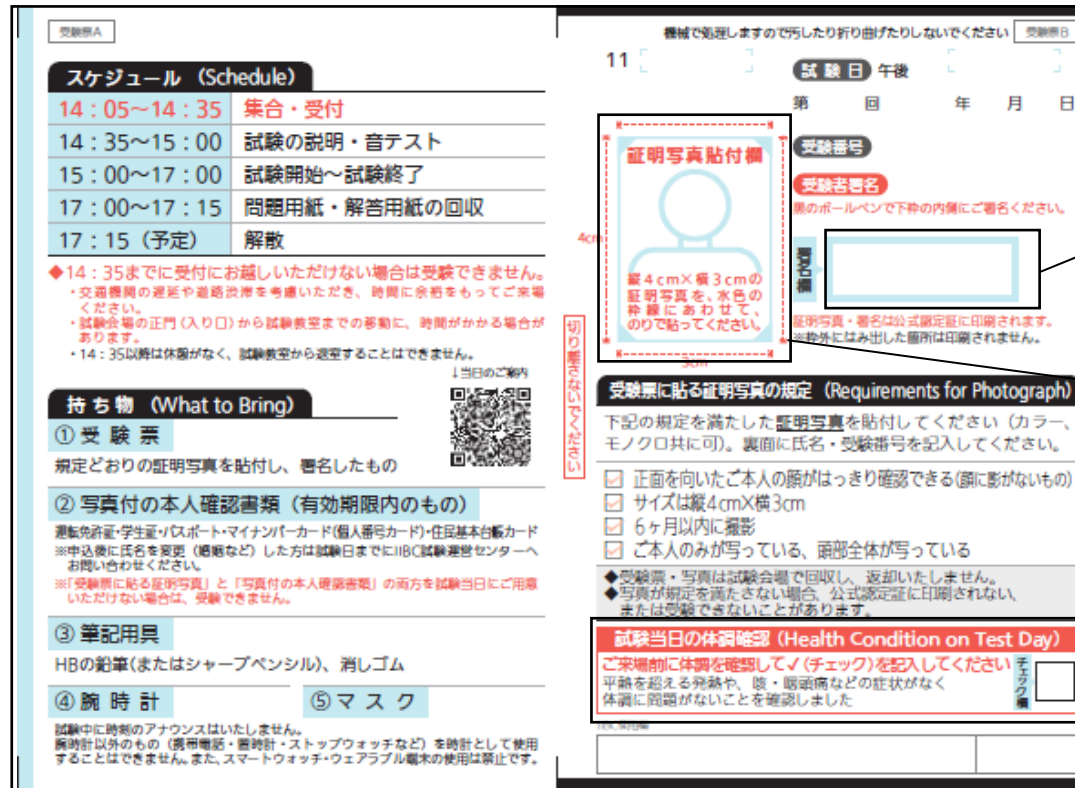 受験票A
スケジュール (Schedule)
14：05～14：35 集合・受付
14：35～15：00 試験の説明・音テスト
15：00～17：00 試験開始～試験終了
17：00～17：15 問題用紙・解答用紙の回収
17：15（予定） 解散
◆14：35までに受付にお越しいただけない場合は受験できません。
・交通機関の遅延や道路渋滞を考慮いただき、時間に余裕をもってご来場
ください。
・試験会場の正門(入り口)から試験教室までの移動に、時間がかかる場合が
あります。
・14：35以降は休憩がなく、試験教室から退室することはできません。
↓当日のご案内
持ち物 (What to Bring)
①受験票
規定どおりの証明写真を貼付し、署名したもの
②写真付の本人確認書類（有効期限内のもの）
運転免許証・学生証・パスポート・マイナンバーカード(個人番号カード)・住民基本台帳カード
※申込後に氏名を変更（婚姻など）した方は試験日までにIIBC試験運営センターへ
お問い合わせください。
※「受験票に貼る証明写真」と「写真付の本人確認書類」の両方を試験当日にご用意
いただけない場合は、受験できません。
③筆記用具
HBの鉛筆(またはシャープペンシル)、消しゴム
④腕時計
⑤マスク
試験中に時刻のアナウンスはいたしません。
腕時計以外のもの（携帯電話・置時計・ストップウォッチなど）を時計として使用
することはできません。また、スマートウォッチ・ウェアラブル端末の使用は禁止です。
切り離さないでください
機械で処理しますので汚したり折り曲げたりしないでください 受験票B
11
試験日 午後
第 回 年 月 日
証明写真貼付欄
4cm
縦4cm×横3cmの
証明写真を、水色の
枠線にあわせて、
のりで貼ってください。
3cm
受験番号
受験者署名
黒のボールペンで下枠の内側にご署名ください。
署名欄
証明写真・署名は公式認定証に印刷されます。
※枠外にはみ出した箇所は印刷されません。
受験票に貼る証明写真の規定 (Requirements for Photograph)
下記の規定を満たした証明写真を貼付してください（カラー、
モノクロ共に可）。裏面に氏名・受験番号を記入してください。
正面を向いたご本人の顔がはっきり確認できる(顔に影がないもの)
サイズは縦4cm×横3cm
6ヶ月以内に撮影
ご本人のみが写っている、頭部全体が写っている
◆受験票・写真は試験会場で回収し、返却いたしません。
◆写真が規定を満たさない場合、公式認定証に印刷されない、
または受験できないことがあります。
試験当日の体調確認 (Health Condition on Test Day)
ご来場前に体調を確認して✓(チェック)を記入してください
平熱を超える発熱や、咳・咽頭痛などの症状がなく
体調に問題がないことを確認しました
チェック欄